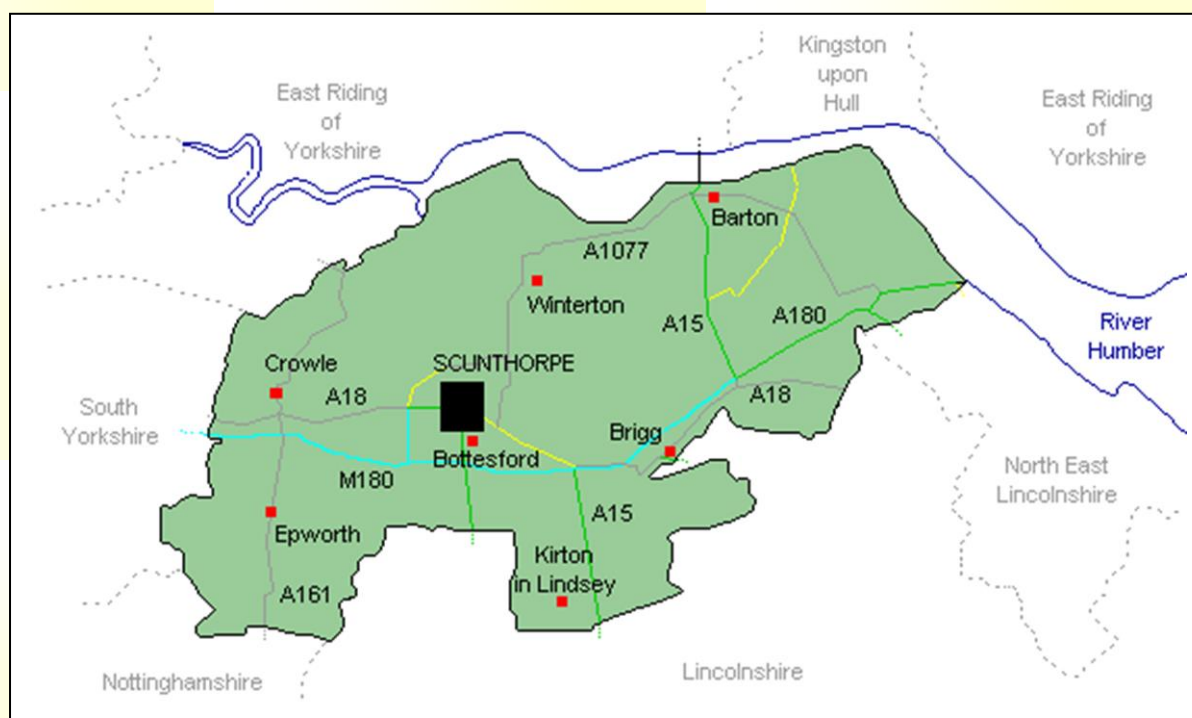 Kingston
upon
Hull
East Riding
of
Yorkshire
East Riding
of
Yorkshire
Barton
A1077
Winterton
A15
A180
River
Humber
Crowle
SCUNTHORPE
A18
A18
South
Yorkshire
Brigg
Bottesford
M180
North East
Lincolnshire
A15
Epworth
Kirton
in Lindsey
A161
Nottinghamshire
Lincolnshire